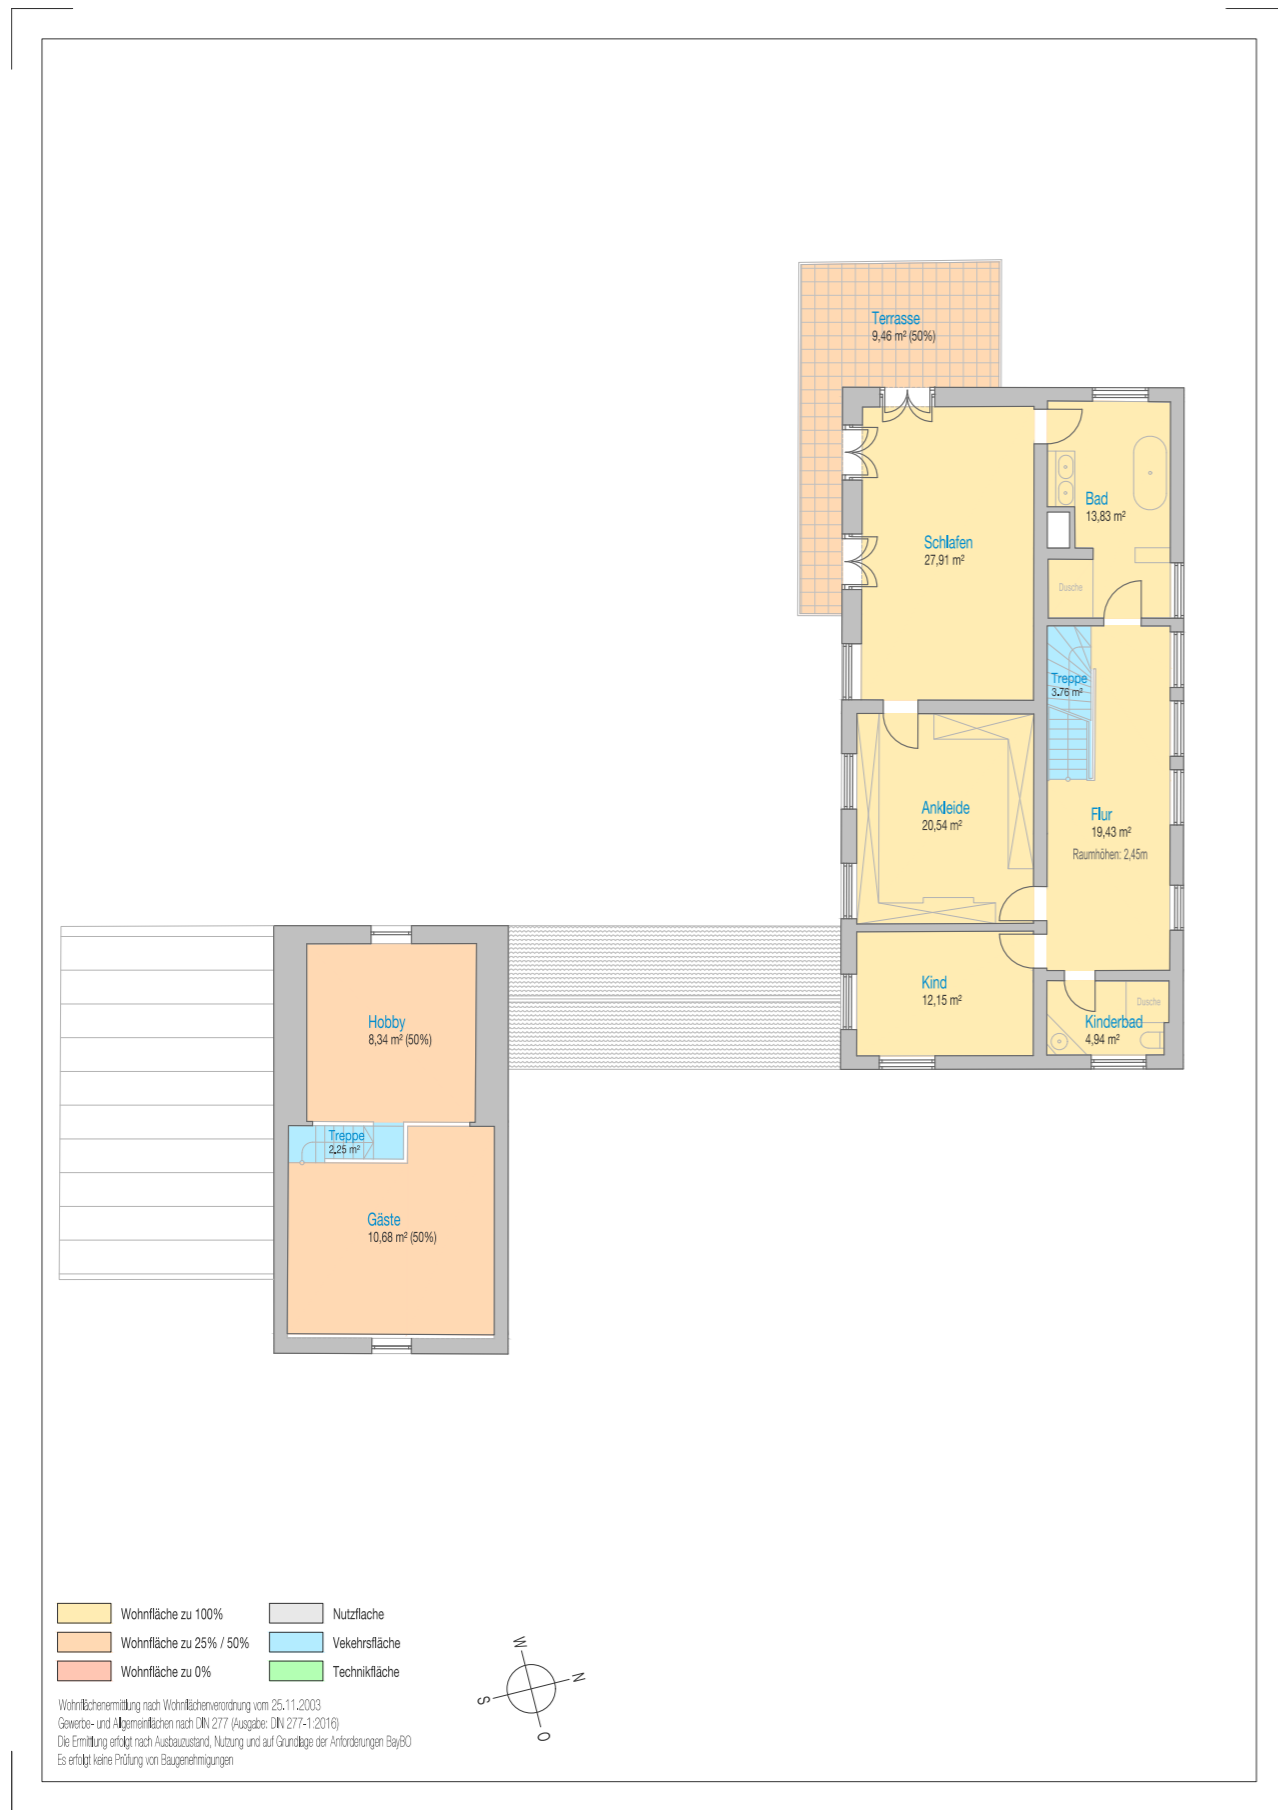 Terrasse
9,46 m² (50%)
Bad
13,83 m²
Schlafen
27,91 m²
Dusche
Treppe
3.76 m²
Ankleide
20,54 m²
Flur
19,43 m²
Raumhöhen: 2,45m
Kind
12,15 m²
Dusche
Kinderbad
4,94 m²
Hobby
8,34 m² (50%)
Treppe
2,25 m²
Gäste
10,68 m² (50%)
Wohnfläche zu 100%
Nutzflache
Wohnfläche zu 25% / 50%
Vekehrsfläche
Wohnfläche zu 0%
Technikfläche
W
N
S
O
Wohnflächenermittlung nach Wohnflächenverordnung vom 25.11.2003
Gewerbe- und Allgemeinflächen nach DIN 277 (Ausgabe: DIN 277-1:2016)
Die Ermittlung erfolgt nach Ausbauzustand, Nutzung und auf Grundlage der Anforderungen BayBO
Es erfolgt keine Prüfung von Baugenehmigungen